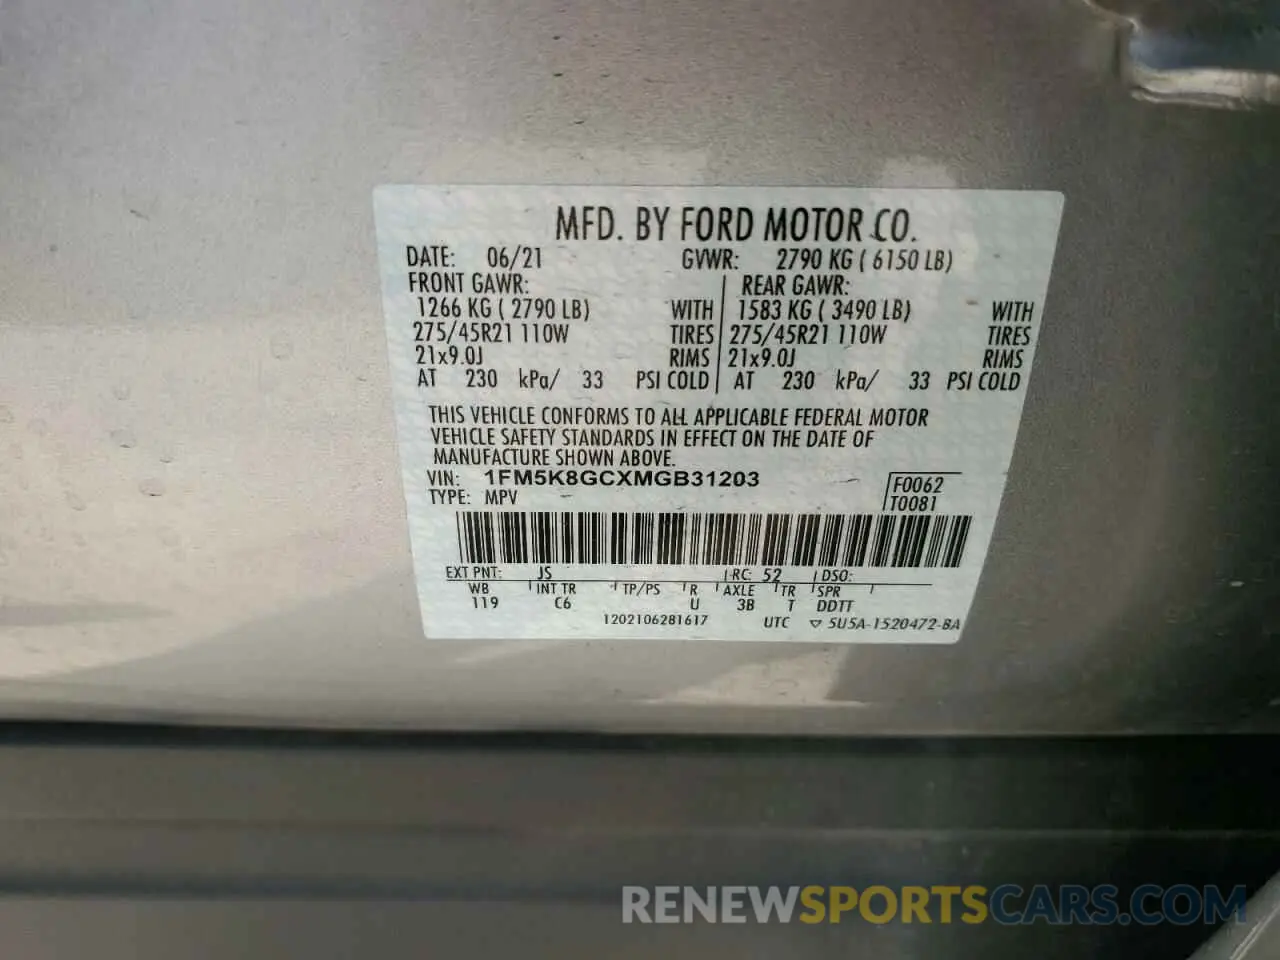 MFD. BY FORD MOTOR CO.
DATE: 06/21 GVWR: 2790 KG ( 6150 LB)
FRONT GAWR: REAR GAWR:
1266 KG ( 2790 LB) WITH 1583 KG ( 3490 LB) WITH
275/45R21 110W TIRES 275/45R21 110W TIRES
21x9.0J RIMS 21x9.0J RIMS
AT 230 kPa/ 33 PSI COLD AT 230 kPa/ 33 PSI COLD
THIS VEHICLE CONFORMS TO ALL APPLICABLE FEDERAL MOTOR
VEHICLE SAFETY STANDARDS IN EFFECT ON THE DATE OF
MANUFACTURE SHOWN ABOVE.
VIN: 1FM5K8GCXMGB31203 F0062
TYPE: MPV T0081
EXT PNT: JS RC: 52 DSO:
WB INT TR TP/PS R AXLE TR SPR
119 C6 U 3B T DDTT
1202106281617 UTC ▽ 5U5A-1520472-BA
RENEWSPORTSCARS.COM